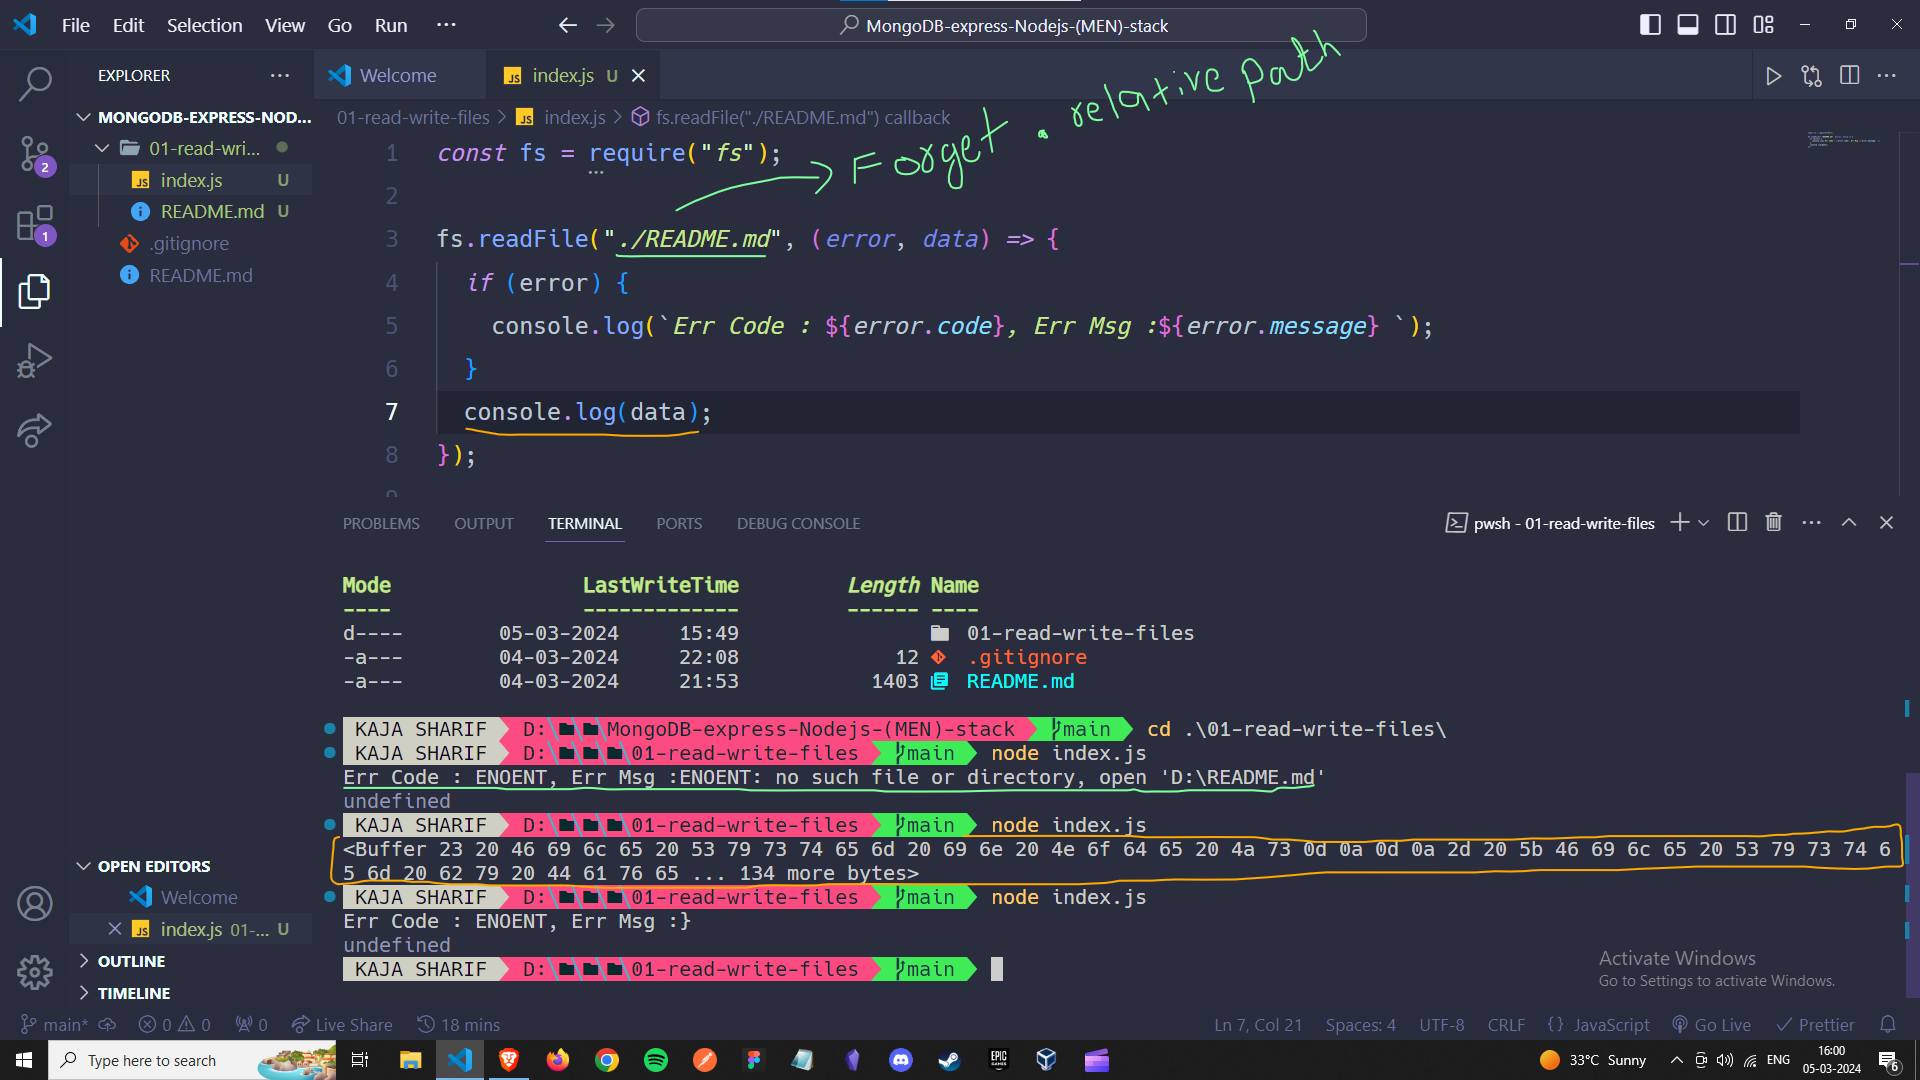 File Edit Selection View Go Run ...
MongoDB-express-Nodejs-(MEN)-stack
EXPLORER ...
Welcome
index.js U
MONGODB-EXPRESS-NOD...
01-read-wri...
index.js U
README.md U
.gitignore
README.md
2
1
01-read-write-files > index.js > fs.readFile("./README.md") callback
Forget . relative path
1 const fs = require("fs");
2
3 fs.readFile("./README.md", (error, data) => {
4 if (error) {
5 console.log(`Err Code : ${error.code}, Err Msg :${error.message} `);
6 }
7 console.log(data);
8 });
9
PROBLEMS OUTPUT TERMINAL PORTS DEBUG CONSOLE
pwsh - 01-read-write-files
Mode LastWriteTime Length Name
---- ------------- ------ ----
d---- 05-03-2024 15:49 01-read-write-files
-a--- 04-03-2024 22:08 12 .gitignore
-a--- 04-03-2024 21:53 1403 README.md
KAJA SHARIF D:\ \ \MongoDB-express-Nodejs-(MEN)-stack main cd .\01-read-write-files\
KAJA SHARIF D:\ \ \ \01-read-write-files main node index.js
Err Code : ENOENT, Err Msg :ENOENT: no such file or directory, open 'D:\README.md'
undefined
KAJA SHARIF D:\ \ \ \01-read-write-files main node index.js
<Buffer 23 20 46 69 6c 65 20 53 79 73 74 65 6d 20 69 6e 20 4e 6f 64 65 20 4a 73 0d 0a 0d 0a 2d 20 5b 46 69 6c 65 20 53 79 73 74 6
5 6d 20 62 79 20 44 61 76 65 ... 134 more bytes>
KAJA SHARIF D:\ \ \ \01-read-write-files main node index.js
Err Code : ENOENT, Err Msg :}
undefined
KAJA SHARIF D:\ \ \ \01-read-write-files main
OPEN EDITORS
Welcome
index.js 01-... U
OUTLINE
TIMELINE
Activate Windows
Go to Settings to activate Windows.
main* 0 0 0 Live Share 18 mins
Ln 7, Col 21 Spaces: 4 UTF-8 CRLF {} JavaScript Go Live Prettier
Type here to search
EPIC GAMES
33°C Sunny ENG
16:00
05-03-2024
6